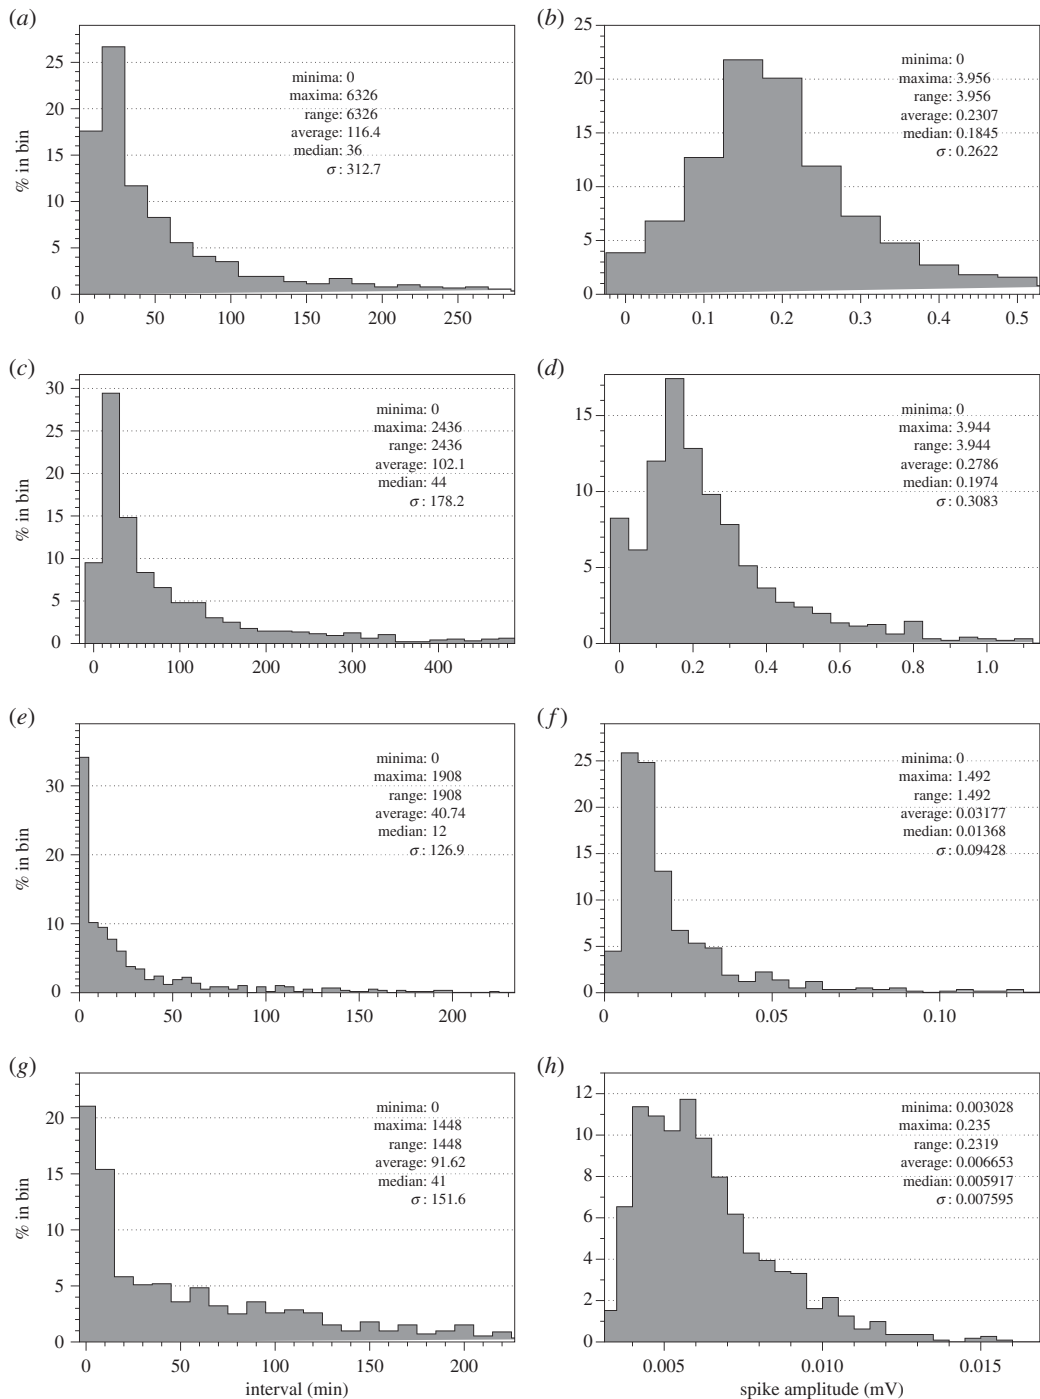 (a)
25
20
15
10
5
0
% in bin
0 50 100 150 200 250
minima: 0
maxima: 6326
range: 6326
average: 116.4
median: 36
σ: 312.7
(b)
25
20
15
10
5
0
0 0.1 0.2 0.3 0.4 0.5
minima: 0
maxima: 3.956
range: 3.956
average: 0.2307
median: 0.1845
σ: 0.2622
(c)
30
25
20
15
10
5
0
% in bin
0 100 200 300 400
minima: 0
maxima: 2436
range: 2436
average: 102.1
median: 44
σ: 178.2
(d)
15
10
5
0
0 0.2 0.4 0.6 0.8 1.0
minima: 0
maxima: 3.944
range: 3.944
average: 0.2786
median: 0.1974
σ: 0.3083
(e)
30
20
10
0
% in bin
0 50 100 150 200
minima: 0
maxima: 1908
range: 1908
average: 40.74
median: 12
σ: 126.9
(f)
25
20
15
10
5
0
0 0.05 0.10
minima: 0
maxima: 1.492
range: 1.492
average: 0.03177
median: 0.01368
σ: 0.09428
(g)
20
15
10
5
0
% in bin
0 50 100 150 200
interval (min)
minima: 0
maxima: 1448
range: 1448
average: 91.62
median: 41
σ: 151.6
(h)
12
10
8
6
4
2
0
0.005 0.010 0.015
spike amplitude (mV)
minima: 0.003028
maxima: 0.235
range: 0.2319
average: 0.006653
median: 0.005917
σ: 0.007595